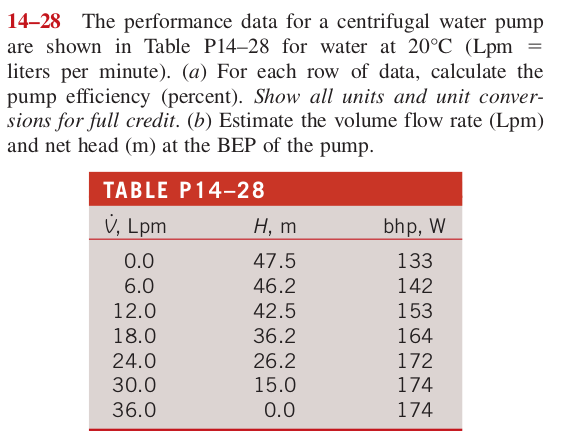 14–28 The performance data for a centrifugal water pump
are shown in Table P14–28 for water at 20°C (Lpm =
liters per minute). (a) For each row of data, calculate the
pump efficiency (percent). Show all units and unit conver-
sions for full credit. (b) Estimate the volume flow rate (Lpm)
and net head (m) at the BEP of the pump.
TABLE P14–28
V̇, Lpm H, m bhp, W
0.0 47.5 133
6.0 46.2 142
12.0 42.5 153
18.0 36.2 164
24.0 26.2 172
30.0 15.0 174
36.0 0.0 174